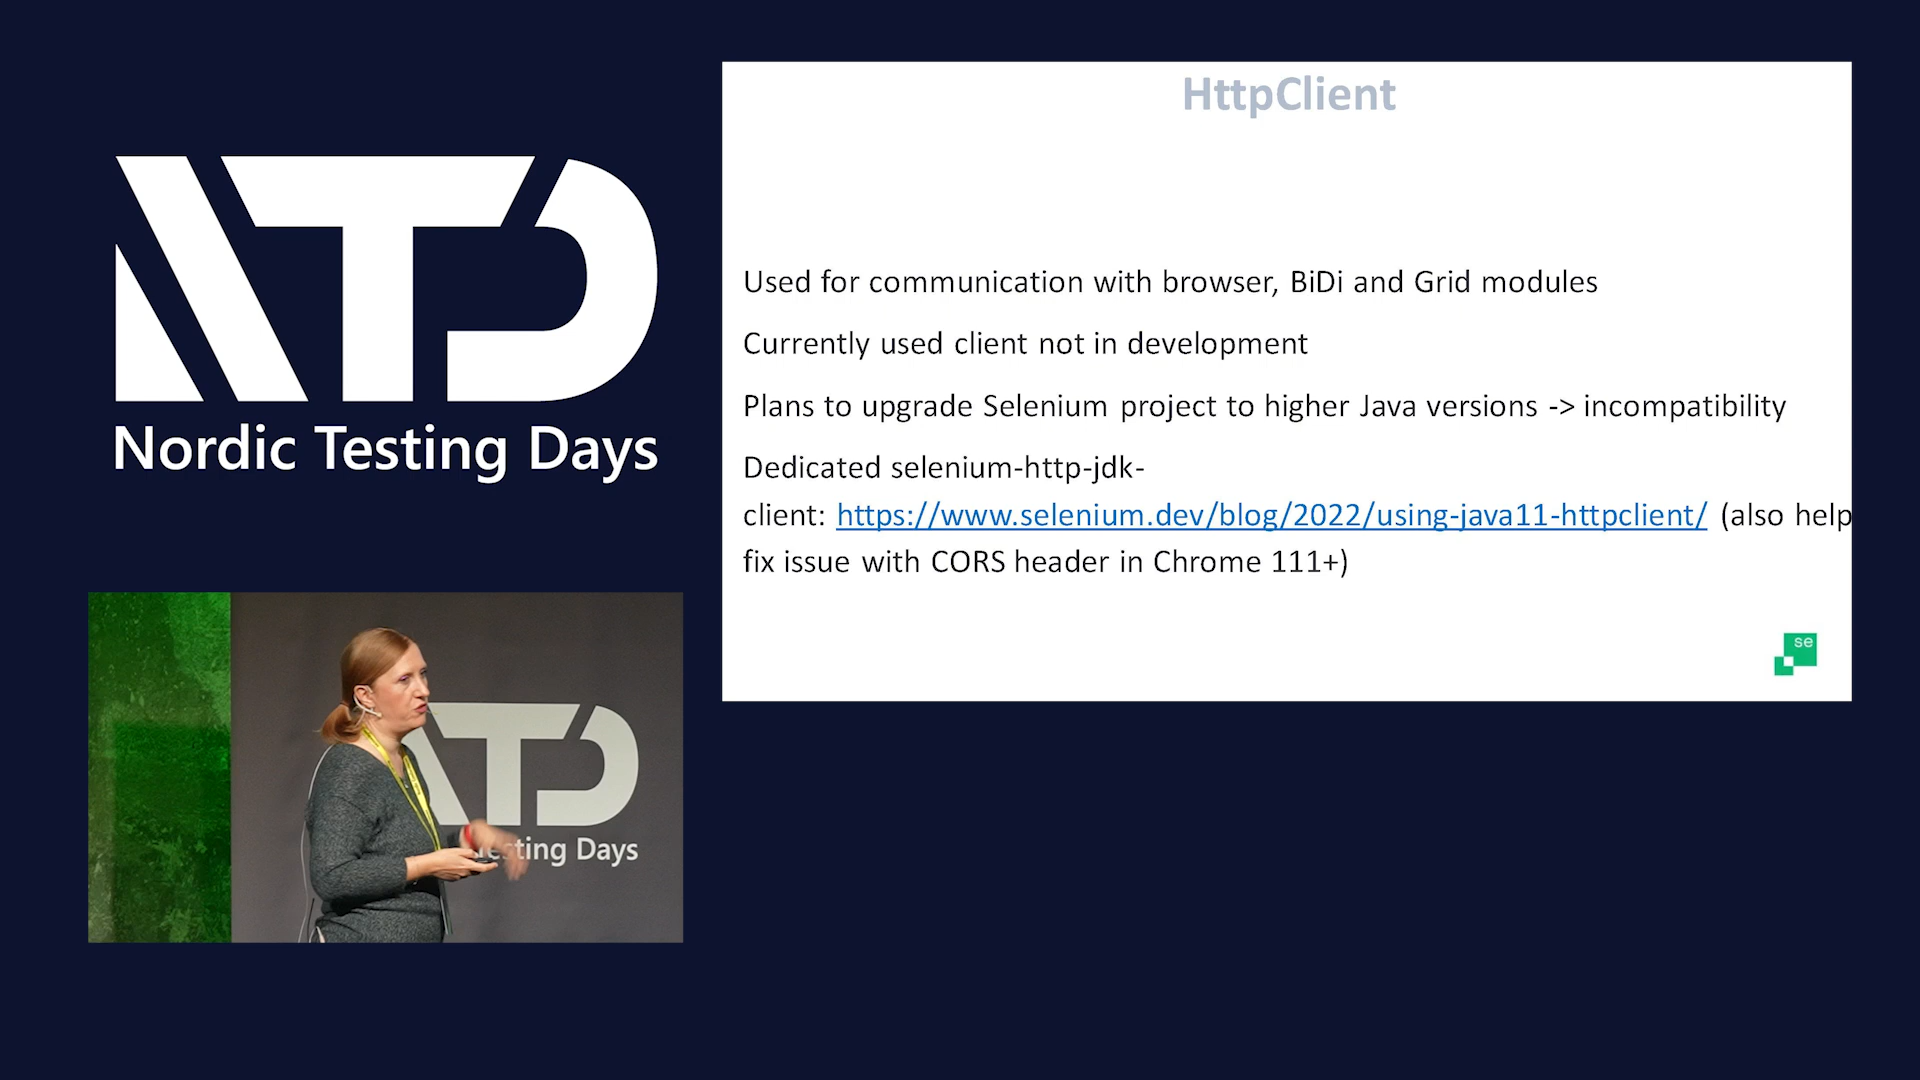 NTD
Nordic Testing Days
HttpClient
Used for communication with browser, BiDi and Grid modules
Currently used client not in development
Plans to upgrade Selenium project to higher Java versions -> incompatibility
Dedicated selenium-http-jdk-
client: https://www.selenium.dev/blog/2022/using-java11-httpclient/ (also help
fix issue with CORS header in Chrome 111+)
se
NTD
Testing Days